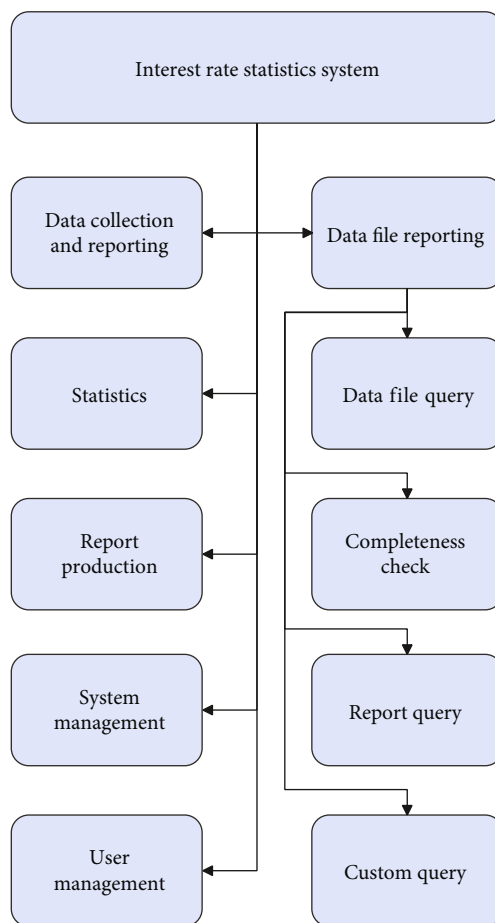 Interest rate statistics system
Data collection
and reporting
Data file reporting
Statistics
Data file query
Report
production
Completeness
check
System
management
Report query
User
management
Custom query